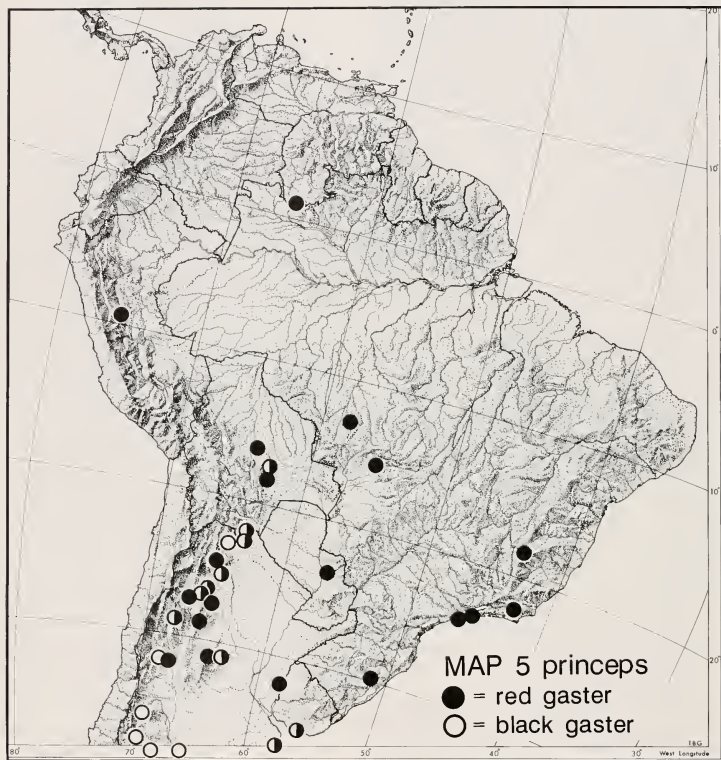 20°
10°
0°
10°
20°
MAP 5 princeps
● = red gaster
○ = black gaster
TBG
80° 70° 60° 50° 40° 30° West Longitude